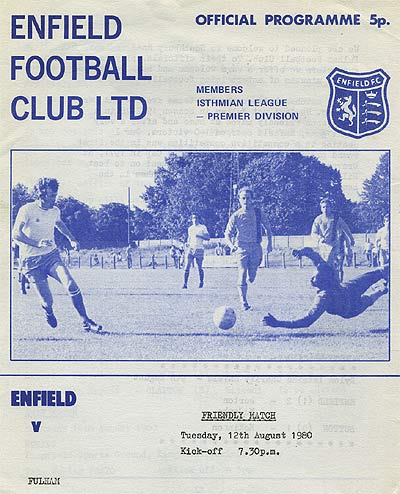 ENFIELD
FOOTBALL
CLUB LTD
OFFICIAL PROGRAMME 5p.
MEMBERS
ISTHMIAN LEAGUE
– PREMIER DIVISION
ENFIELD F.C.
ENFIELD
v
FULHAM
FRIENDLY MATCH
Tuesday, 12th August 1980
Kick-off 7.30p.m.